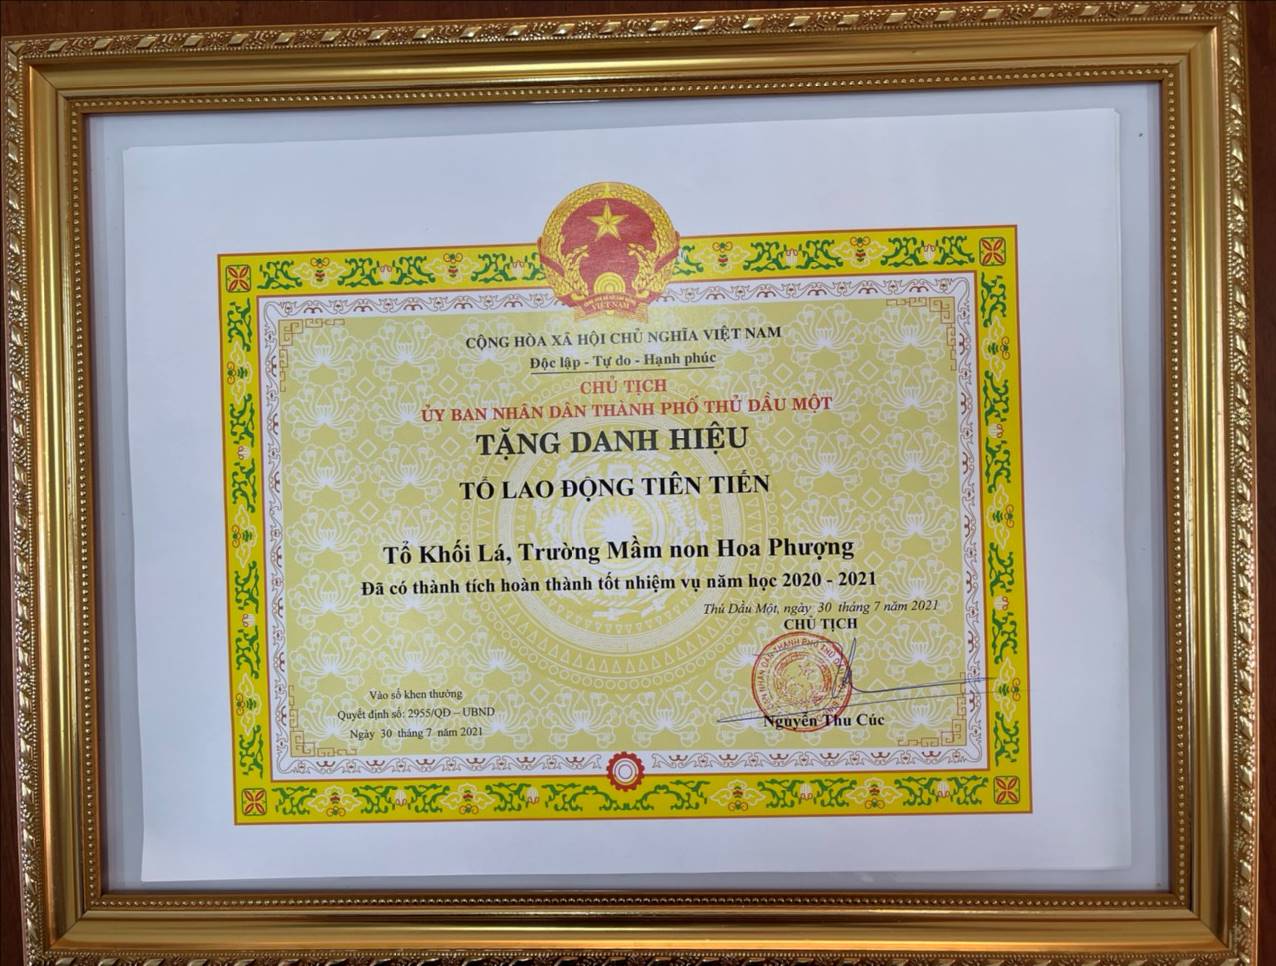 VIỆT NAM
CỘNG HÒA XÃ HỘI CHỦ NGHĨA VIỆT NAM
Độc lập - Tự do - Hạnh phúc
CHỦ TỊCH
ỦY BAN NHÂN DÂN THÀNH PHỐ THỦ DẦU MỘT
TẶNG DANH HIỆU
TỔ LAO ĐỘNG TIÊN TIẾN
Tổ Khối Lá, Trường Mầm non Hoa Phượng
Đã có thành tích hoàn thành tốt nhiệm vụ năm học 2020 - 2021
Thủ Dầu Một, ngày 30 tháng 7 năm 2021
CHỦ TỊCH
Nguyễn Thu Cúc
Vào sổ khen thưởng
Quyết định số: 2955/QĐ – UBND
Ngày 30 tháng 7 năm 2021